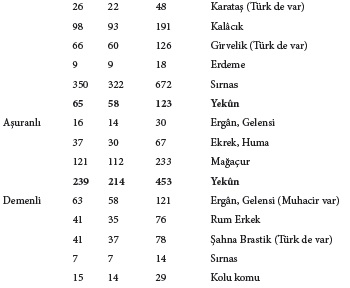 26 22 48 Karataş (Türk de var)
98 93 191 Kalâcık
66 60 126 Girvelik (Türk de var)
9 9 18 Erdeme
350 322 672 Sırnas
65 58 123 Yekûn
Aşuranlı 16 14 30 Ergân, Gelensi
37 30 67 Ekrek, Huma
121 112 233 Mağaçur
239 214 453 Yekûn
Demenli 63 58 121 Ergân, Gelensi (Muhacir var)
41 35 76 Rum Erkek
41 37 78 Şahna Brastik (Türk de var)
7 7 14 Sırnas
15 14 29 Kolu komu